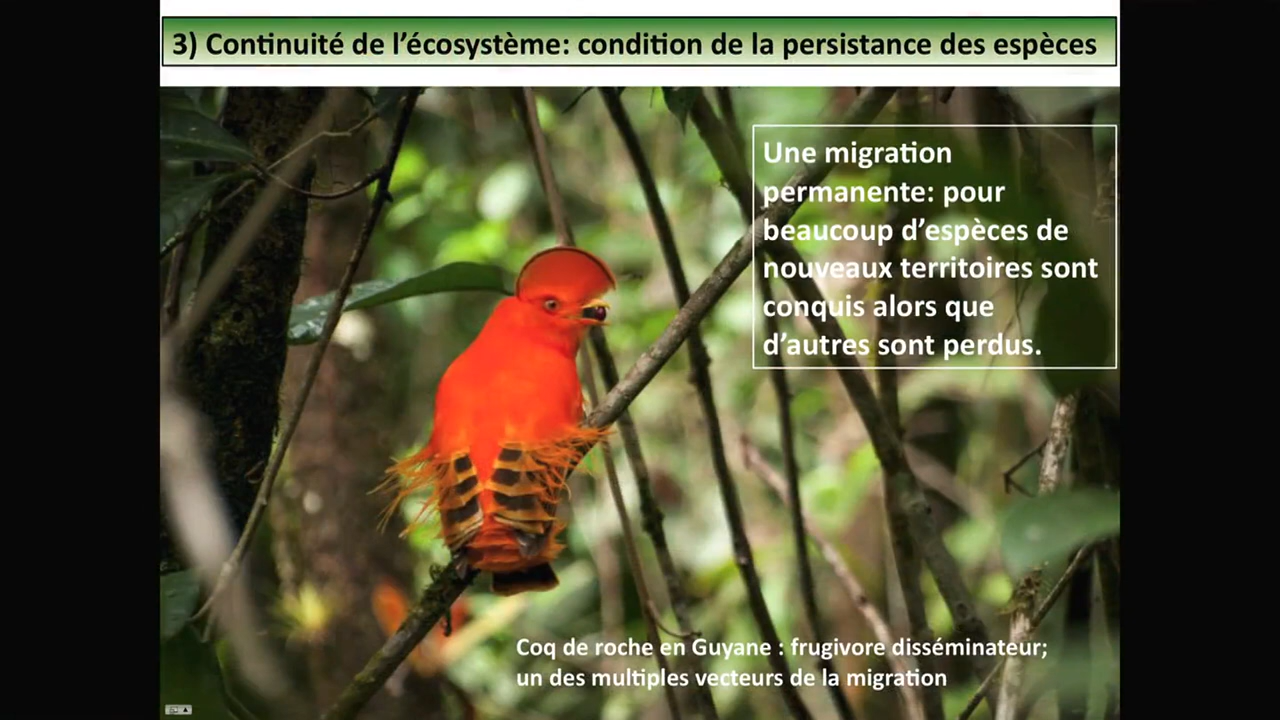 3) Continuité de l’écosystème: condition de la persistance des espèces
Une migration
permanente: pour
beaucoup d’espèces de
nouveaux territoires sont
conquis alors que
d’autres sont perdus.
Coq de roche en Guyane : frugivore disséminateur;
un des multiples vecteurs de la migration